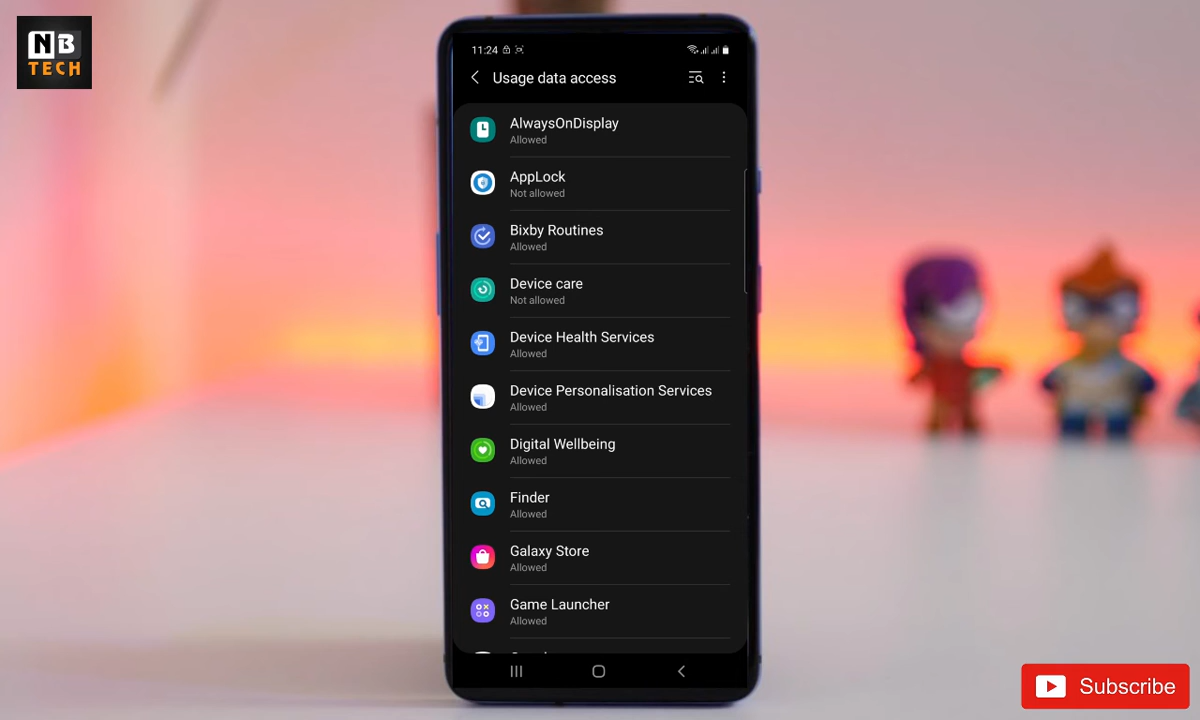 NB
TECH
11:24
Usage data access
AlwaysOnDisplay
Allowed
AppLock
Not allowed
Bixby Routines
Allowed
Device care
Not allowed
Device Health Services
Allowed
Device Personalisation Services
Allowed
Digital Wellbeing
Allowed
Finder
Allowed
Galaxy Store
Allowed
Game Launcher
Allowed
Subscribe